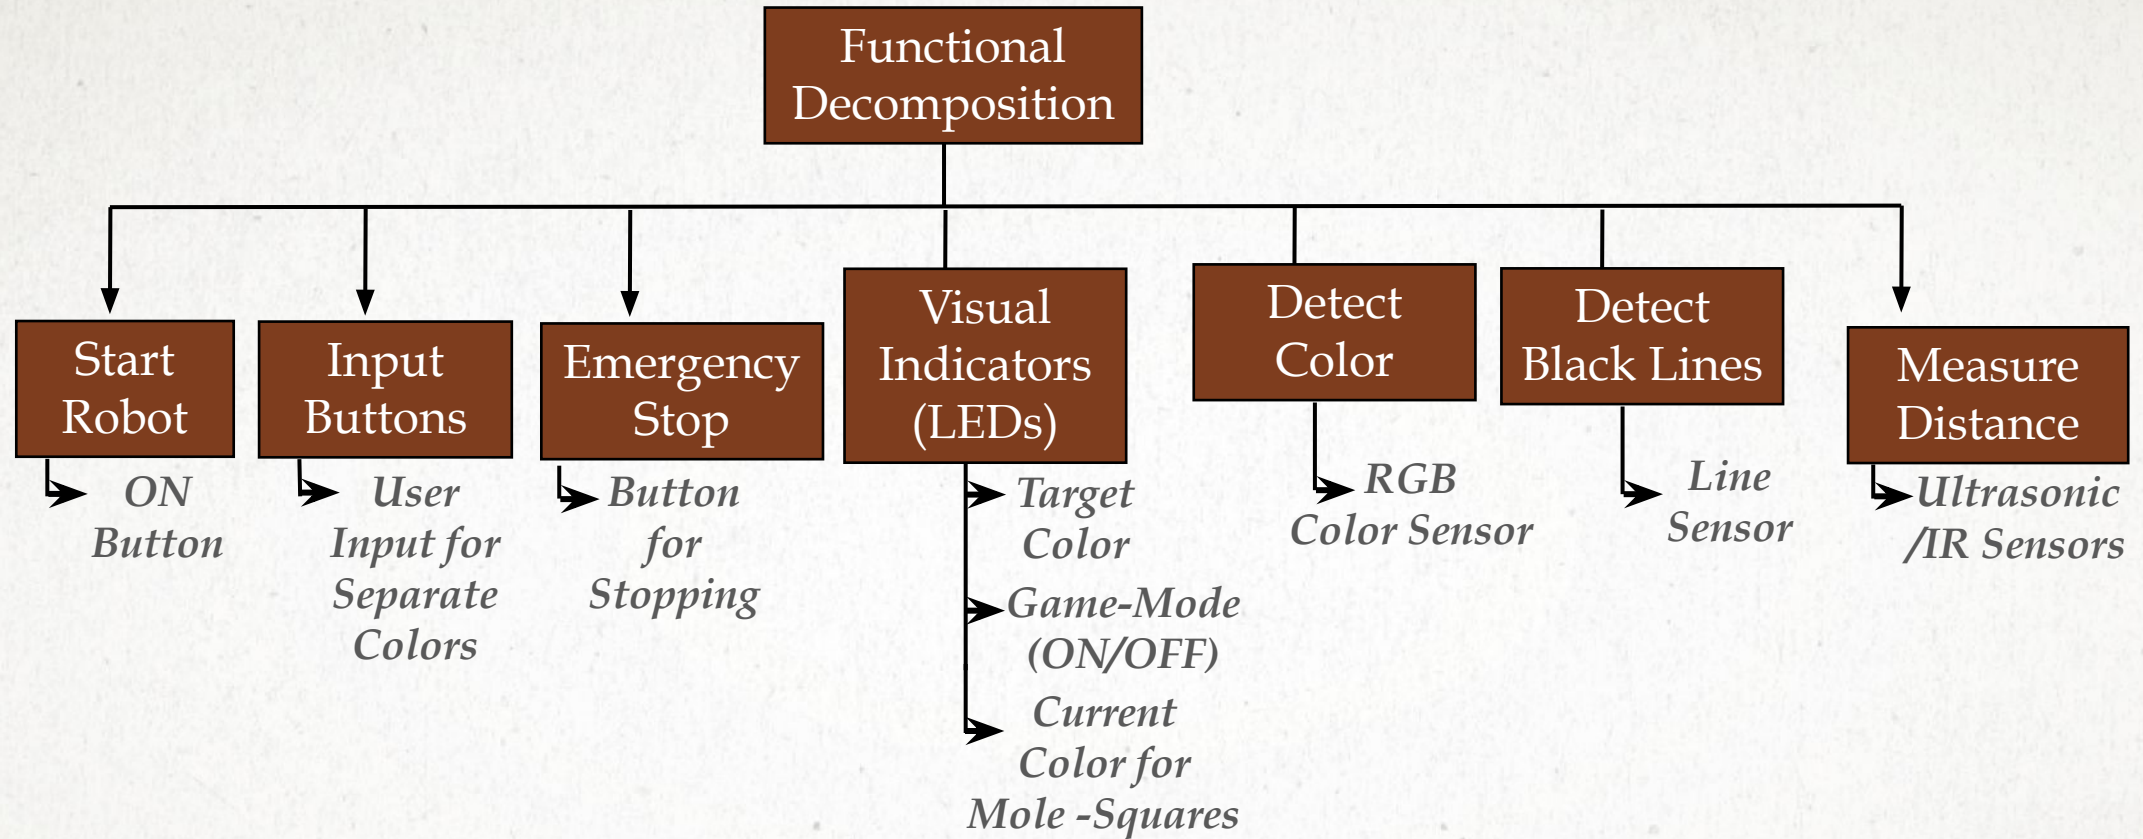 Functional
Decomposition
Start
Robot
Input
Buttons
Emergency
Stop
Visual
Indicators
(LEDs)
Detect
Color
Detect
Black Lines
Measure
Distance
ON
Button
User
Input for
Separate
Colors
Button
for
Stopping
Target
Color
Game-Mode
(ON/OFF)
Current
Color for
Mole -Squares
RGB
Color Sensor
Line
Sensor
Ultrasonic
/IR Sensors